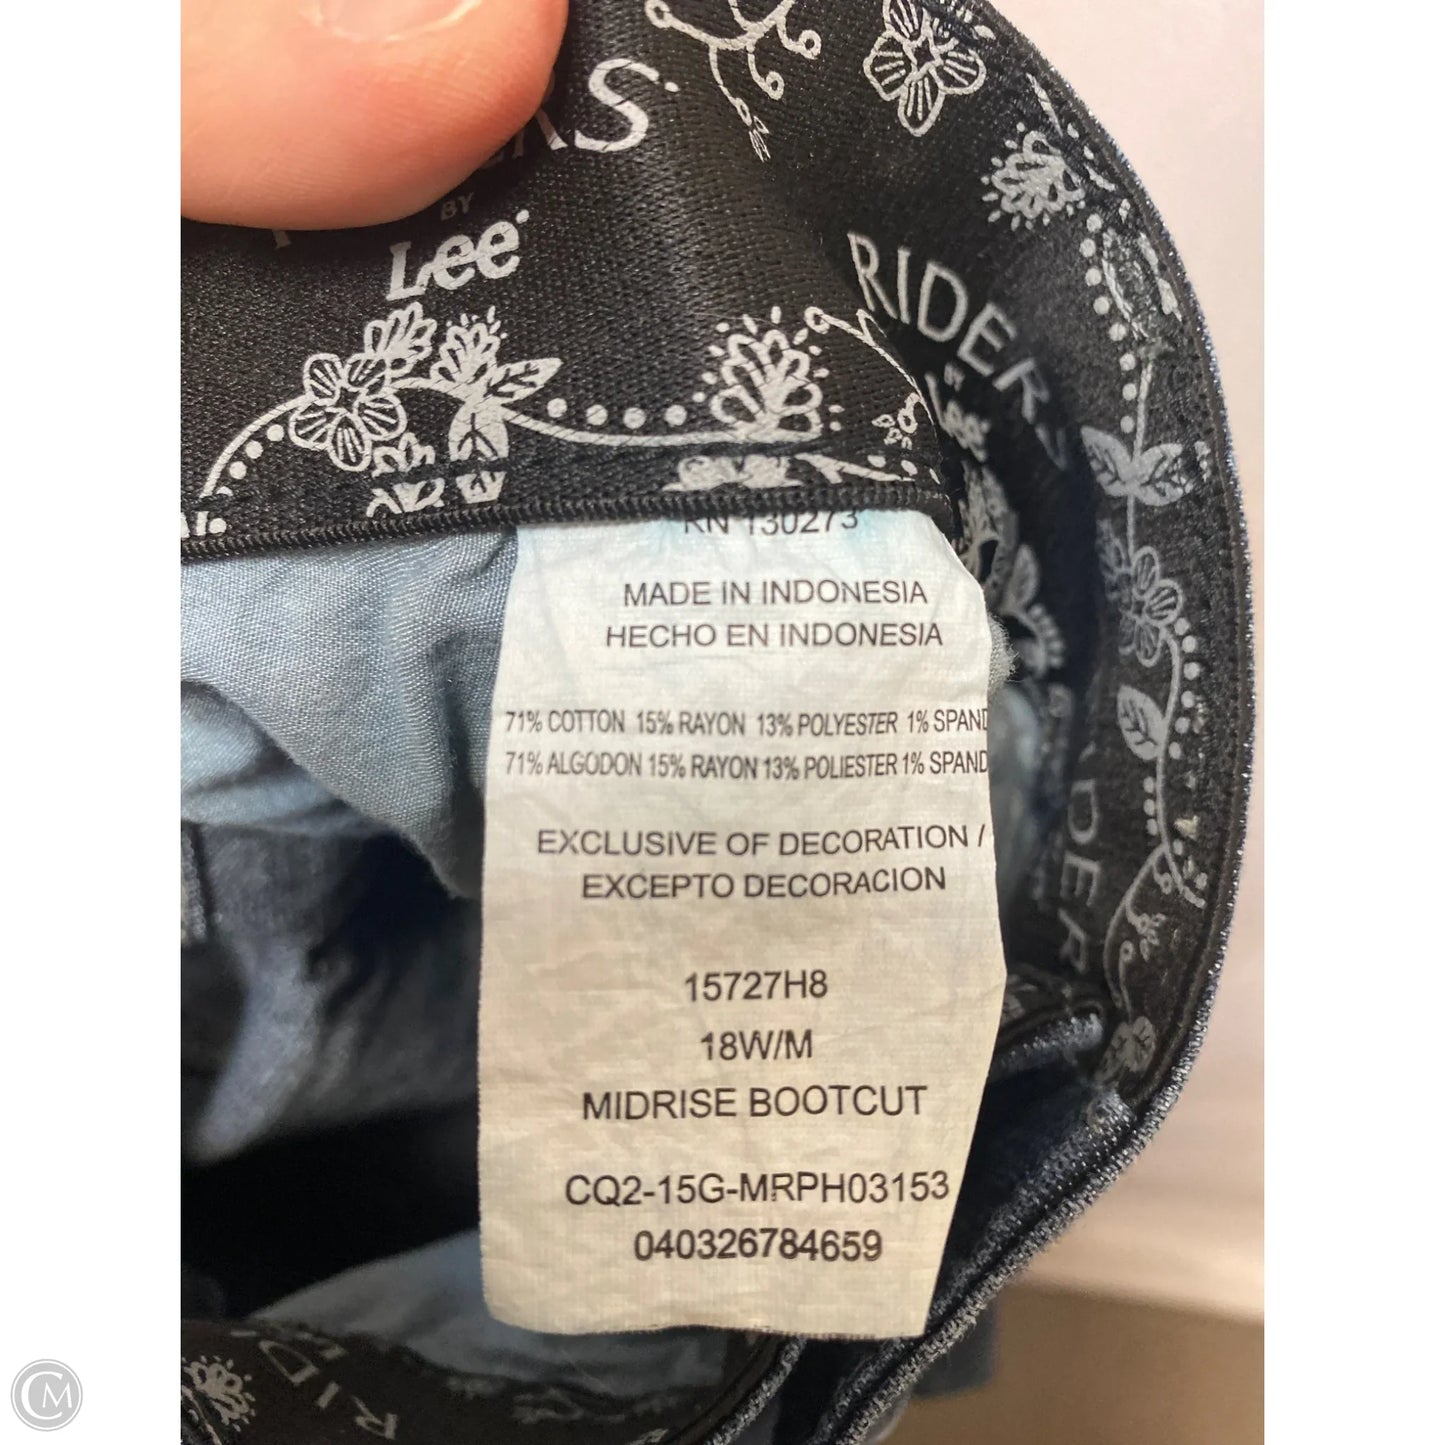 BY
Lee
RIDERS
RN 130273
MADE IN INDONESIA
HECHO EN INDONESIA
71% COTTON 15% RAYON 13% POLYESTER 1% SPAND
71% ALGODON 15% RAYON 13% POLIESTER 1% SPAND
EXCLUSIVE OF DECORATION /
EXCEPTO DECORACION
15727H8
18W/M
MIDRISE BOOTCUT
CQ2-15G-MRPH03153
040326784659
CM